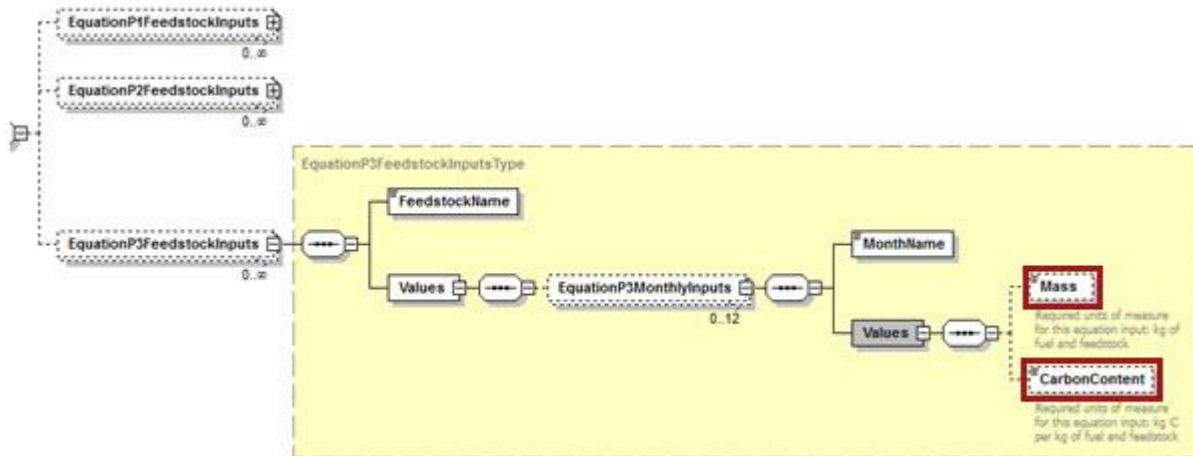 EquationP1FeedstockInputs
0..∞
EquationP2FeedstockInputs
0..∞
EquationP3FeedstockInputsType
FeedstockName
EquationP3FeedstockInputs
0..∞
MonthName
Values
EquationP3MonthlyInputs
0..12
Mass
Required units of measure
for this equation input: kg of
fuel and feedstock
Values
CarbonContent
Required units of measure
for this equation input: kg C
per kg of fuel and feedstock